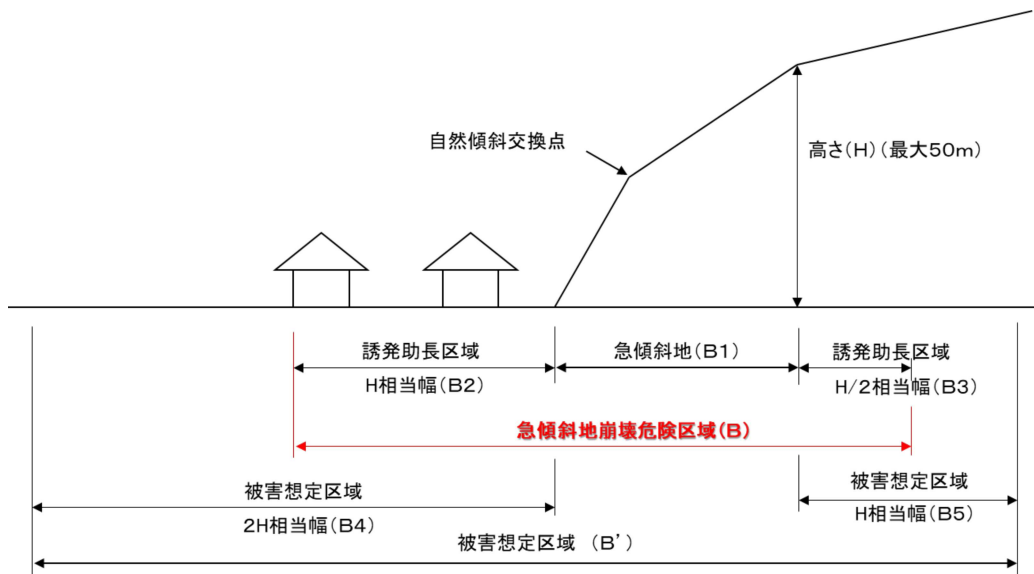 自然傾斜交換点
高さ(H)(最大50m)
誘発助長区域
H相当幅(B2)
急傾斜地(B1)
誘発助長区域
H/2相当幅(B3)
急傾斜地崩壊危険区域(B)
被害想定区域
2H相当幅(B4)
被害想定区域
H相当幅(B5)
被害想定区域 (B')